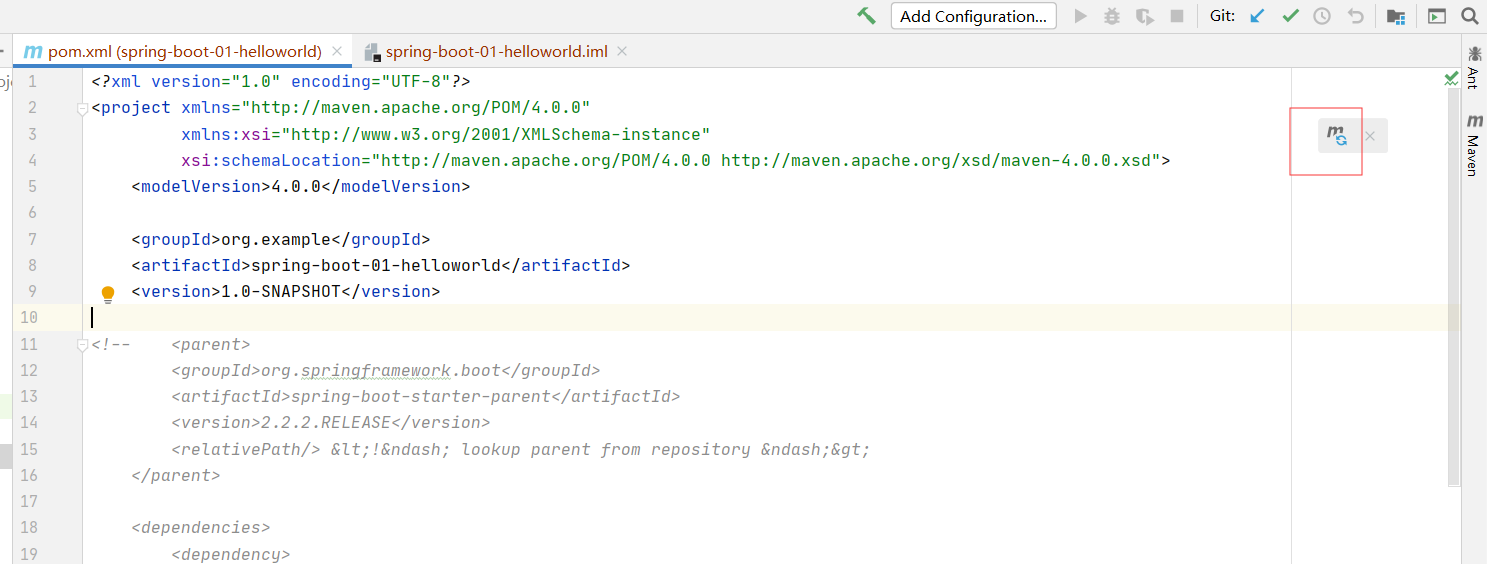 Add Configuration...
Git:
pom.xml (spring-boot-01-helloworld)
spring-boot-01-helloworld.iml
1 <?xml version="1.0" encoding="UTF-8"?>
2 <project xmlns="http://maven.apache.org/POM/4.0.0"
3 xmlns:xsi="http://www.w3.org/2001/XMLSchema-instance"
4 xsi:schemaLocation="http://maven.apache.org/POM/4.0.0 http://maven.apache.org/xsd/maven-4.0.0.xsd">
5 <modelVersion>4.0.0</modelVersion>
6
7 <groupId>org.example</groupId>
8 <artifactId>spring-boot-01-helloworld</artifactId>
9 <version>1.0-SNAPSHOT</version>
10
11 <!-- <parent>
12 <groupId>org.springframework.boot</groupId>
13 <artifactId>spring-boot-starter-parent</artifactId>
14 <version>2.2.2.RELEASE</version>
15 <relativePath/> &lt;!&ndash; lookup parent from repository &ndash;&gt;
16 </parent>
17
18 <dependencies>
19 <dependency>
Ant
Maven